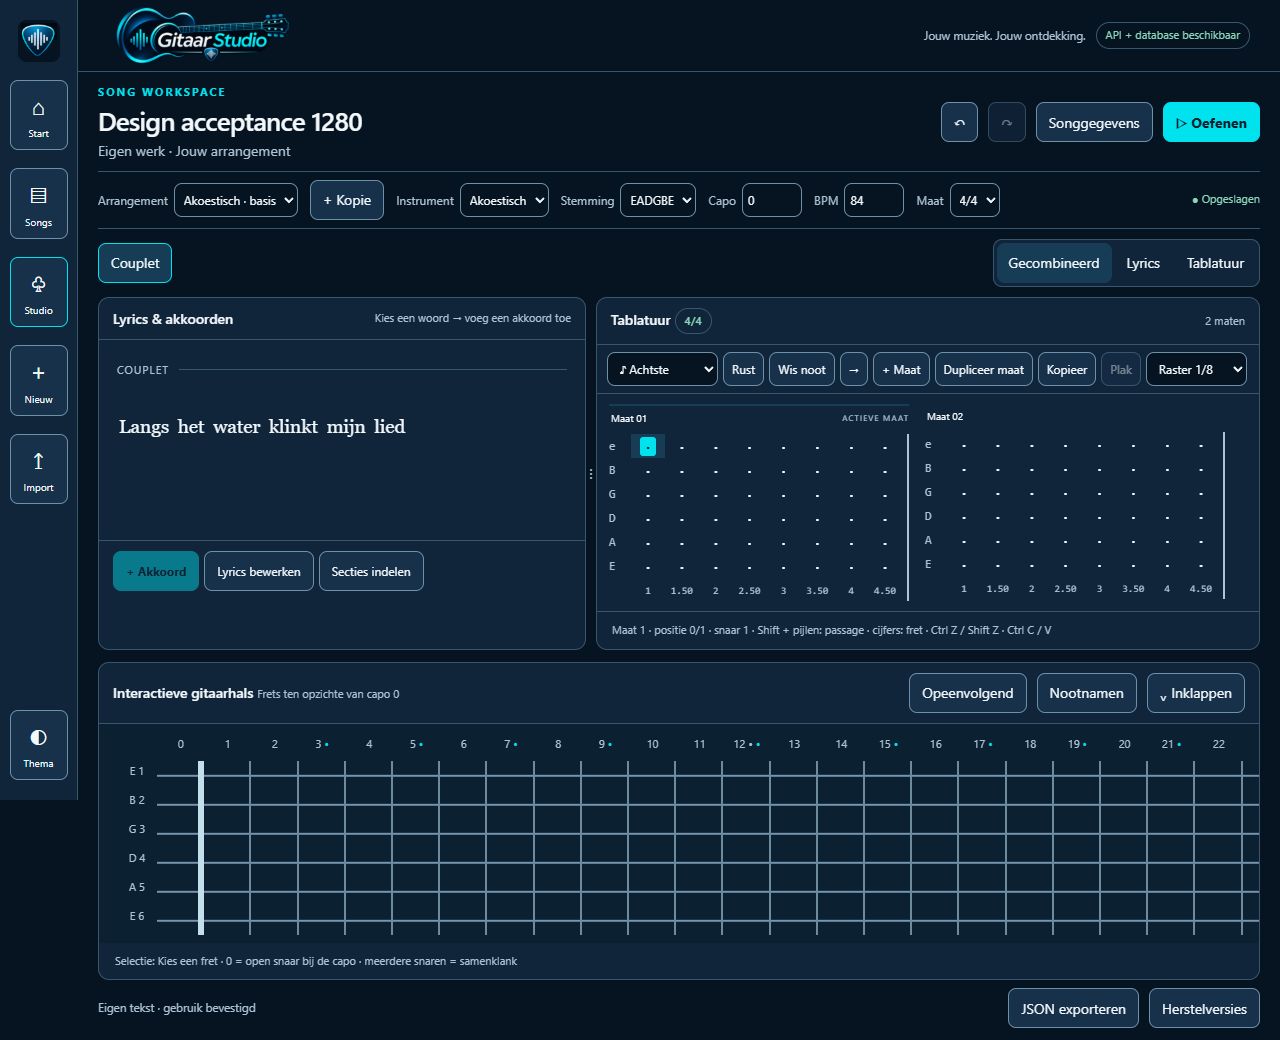 GitaarStudio
Jouw muziek. Jouw ontdekking.
API + database beschikbaar
Start
Songs
Studio
Nieuw
Import
Thema
SONG WORKSPACE
Design acceptance 1280
Eigen werk · Jouw arrangement
Songgegevens
▷ Oefenen
Arrangement Akoestisch · basis + Kopie Instrument Akoestisch Stemming EADGBE Capo 0 BPM 84 Maat 4/4
● Opgeslagen
Couplet
Gecombineerd Lyrics Tablatuur
Lyrics & akkoorden
Kies een woord → voeg een akkoord toe
COUPLET
Langs het water klinkt mijn lied
+ Akkoord Lyrics bewerken Secties indelen
Tablatuur 4/4
2 maten
♪ Achtste Rust Wis noot → + Maat Dupliceer maat Kopieer Plak Raster 1/8
Maat 01 ACTIEVE MAAT
e - - - - - - - -
B - - - - - - - -
G - - - - - - - -
D - - - - - - - -
A - - - - - - - -
E - - - - - - - -
1 1.50 2 2.50 3 3.50 4 4.50
Maat 02
e - - - - - - - -
B - - - - - - - -
G - - - - - - - -
D - - - - - - - -
A - - - - - - - -
E - - - - - - - -
1 1.50 2 2.50 3 3.50 4 4.50
Maat 1 · positie 0/1 · snaar 1 · Shift + pijlen: passage · cijfers: fret · Ctrl Z / Shift Z · Ctrl C / V
Interactieve gitaarhals Frets ten opzichte van capo 0
Opeenvolgend Nootnamen v Inklappen
0 1 2 3 • 4 5 • 6 7 • 8 9 • 10 11 12 • • 13 14 15 • 16 17 • 18 19 • 20 21 • 22
E 1
B 2
G 3
D 4
A 5
E 6
Selectie: Kies een fret · 0 = open snaar bij de capo · meerdere snaren = samenklank
Eigen tekst · gebruik bevestigd
JSON exporteren Herstelversies